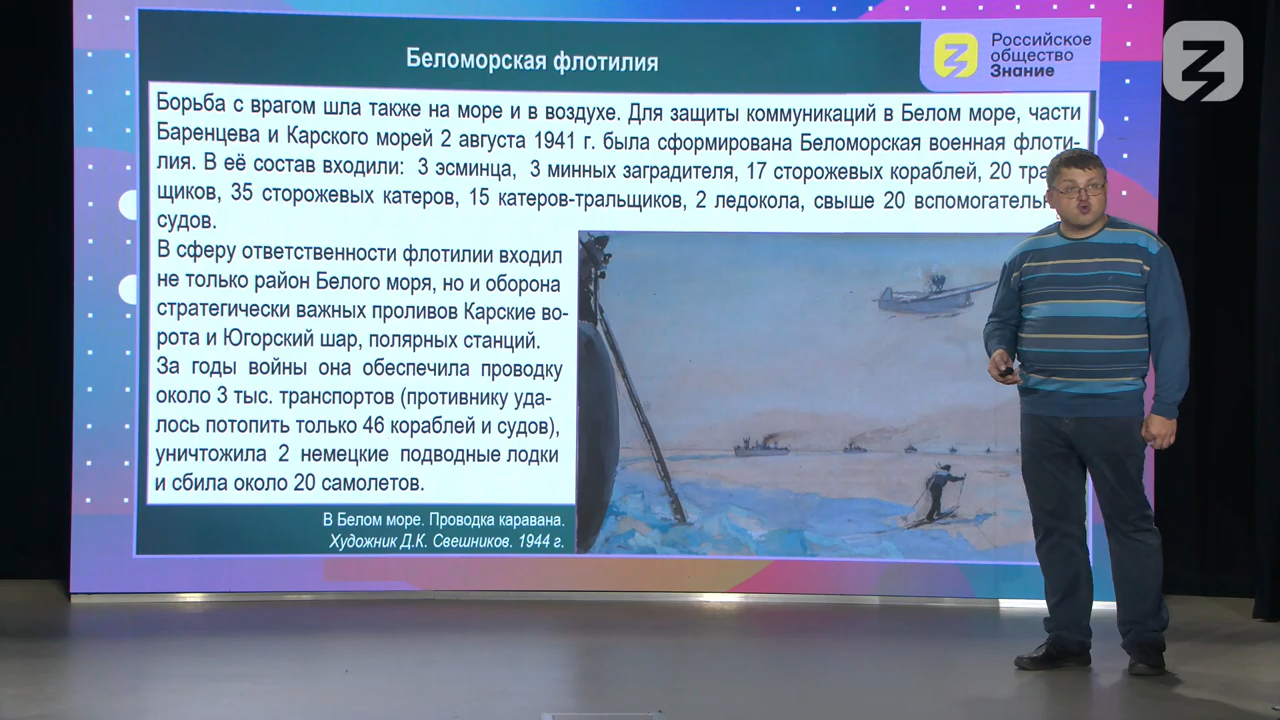 Беломорская флотилия
Российское
общество
Знание
Борьба с врагом шла также на море и в воздухе. Для защиты коммуникаций в Белом море, части
Баренцева и Карского морей 2 августа 1941 г. была сформирована Беломорская военная флоти-
лия. В её состав входили: 3 эсминца, 3 минных заградителя, 17 сторожевых кораблей, 20
щиков, 35 сторожевых катеров, 15 катеров-тральщиков, 2 ледокола, свыше 20
судов.
В сферу ответственности флотилии входил
не только район Белого моря, но и оборона
стратегически важных проливов Карские во-
рота и Югорский шар, полярных станций.
За годы войны она обеспечила проводку
около 3 тыс. транспортов (противнику уда-
лось потопить только 46 кораблей и судов),
уничтожила 2 немецкие подводные лодки
и сбила около 20 самолетов.
В Белом море. Проводка каравана.
Художник Д.К. Свешников. 1944 г.